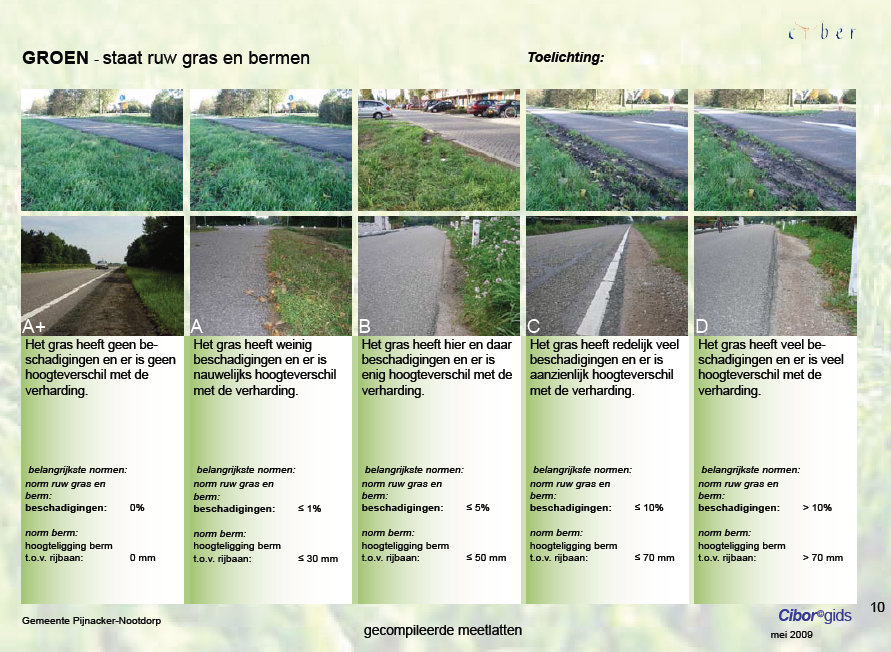 cyber
GROEN - staat ruw gras en bermen
Toelichting:
A+
Het gras heeft geen be-
schadigingen en er is geen
hoogteverschil met de
verharding.
belangrijkste normen:
norm ruw gras en
berm:
beschadigingen: 0%
norm berm:
hoogteligging berm
t.o.v. rijbaan: 0 mm
A
Het gras heeft weinig
beschadigingen en er is
nauwelijks hoogteverschil
met de verharding.
belangrijkste normen:
norm ruw gras en
berm:
beschadigingen: ≤ 1%
norm berm:
hoogteligging berm
t.o.v. rijbaan: ≤ 30 mm
B
Het gras heeft hier en daar
beschadigingen en er is
enig hoogteverschil met de
verharding.
belangrijkste normen:
norm ruw gras en
berm:
beschadigingen: ≤ 5%
norm berm:
hoogteligging berm
t.o.v. rijbaan: ≤ 50 mm
C
Het gras heeft redelijk veel
beschadigingen en er is
aanzienlijk hoogteverschil
met de verharding.
belangrijkste normen:
norm ruw gras en
berm:
beschadigingen: ≤ 10%
norm berm:
hoogteligging berm
t.o.v. rijbaan: ≤ 70 mm
D
Het gras heeft veel be-
schadigingen en er is veel
hoogteverschil met de
verharding.
belangrijkste normen:
norm ruw gras en
berm:
beschadigingen: > 10%
norm berm:
hoogteligging berm
t.o.v. rijbaan: > 70 mm
10
Gemeente Pijnacker-Nootdorp
gecompileerde meetlatten
Cibor©gids
mei 2009